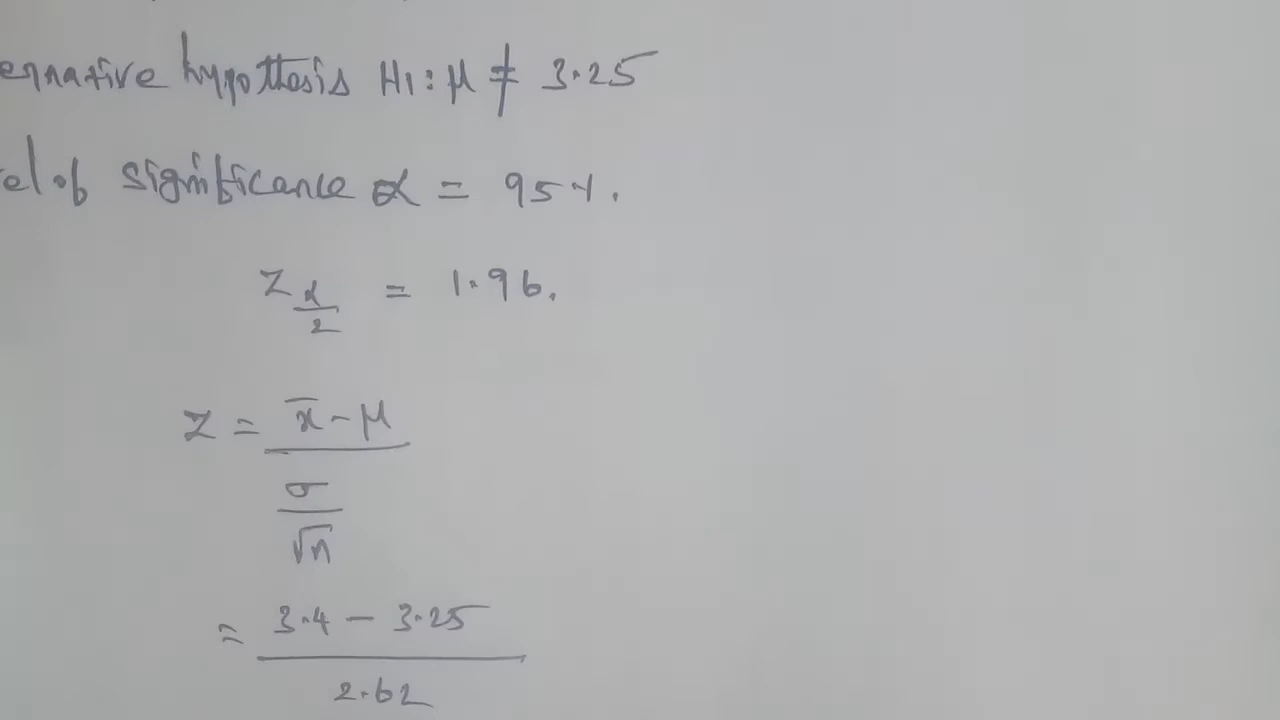 ernative hypothesis H1 : μ ≠ 3.25
el of significance α = 95%.
Z α/2 = 1.96.
Z = x̄ - μ
σ
√n
= 3.4 - 3.25
2.62